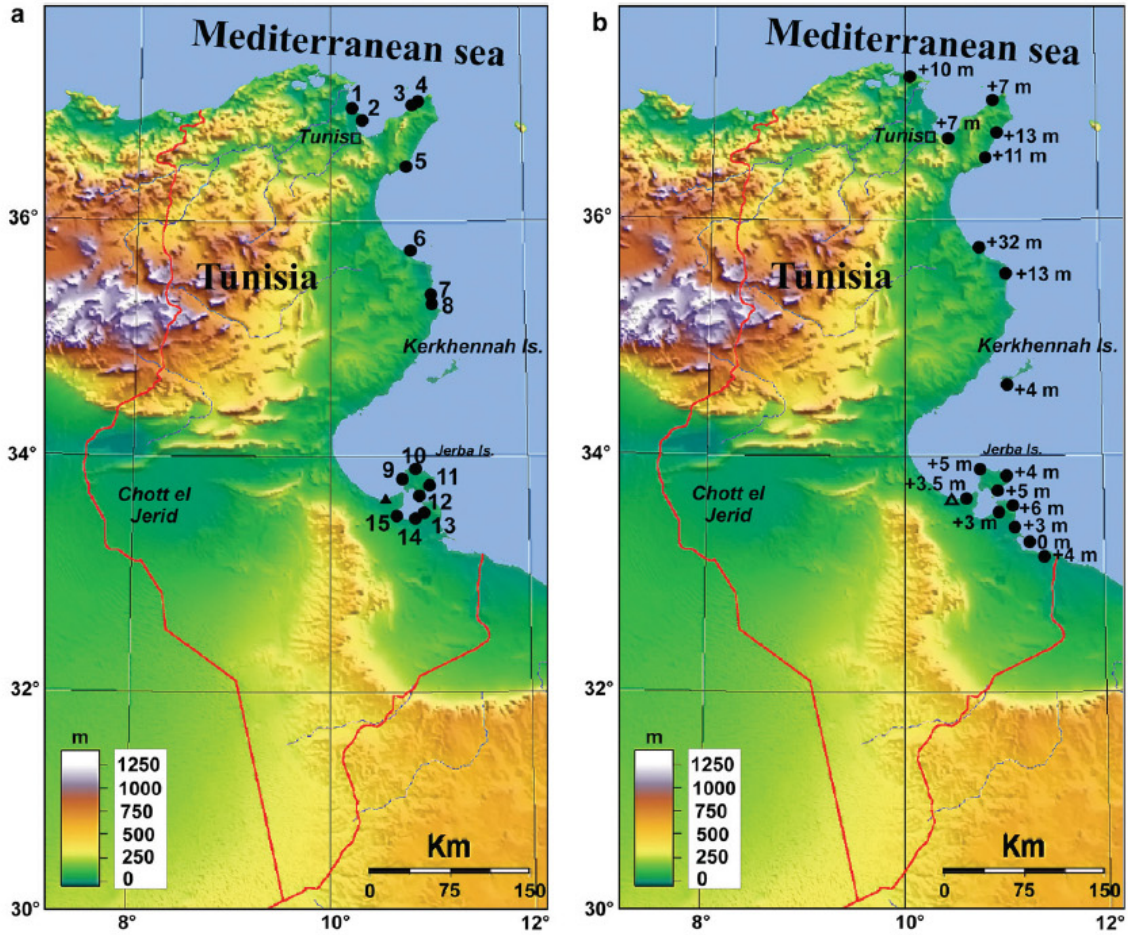 a
Mediterranean sea
1
2
3
4
Tunis
5
36°
6
Tunisia
7
8
Kerkhennah Is.
34°
Jerba Is.
10
9
11
Chott el
Jerid
12
15
13
14
32°
m
1250
1000
750
500
250
0
Km
0 75 150
30°
8° 10° 12°
b
Mediterranean sea
+10 m
+7 m
Tunis
+7 m
+13 m
+11 m
36°
+32 m
Tunisia
+13 m
Kerkhennah Is.
+4 m
34°
Jerba Is.
+5 m
+4 m
+3.5 m
+5 m
Chott el
Jerid
+6 m
+3 m
+3 m
0 m
+4 m
32°
m
1250
1000
750
500
250
0
Km
0 75 150
30°
8° 10° 12°